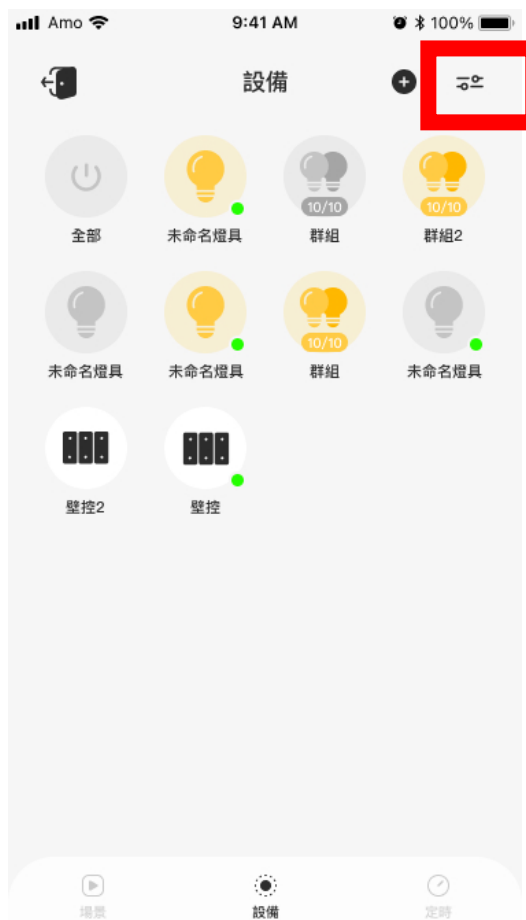 Amo 9:41 AM 100%
設備
10/10 10/10
全部 未命名燈具 群組 群組2
10/10
未命名燈具 未命名燈具 群組 未命名燈具
壁控2 壁控
場景 設備 定時